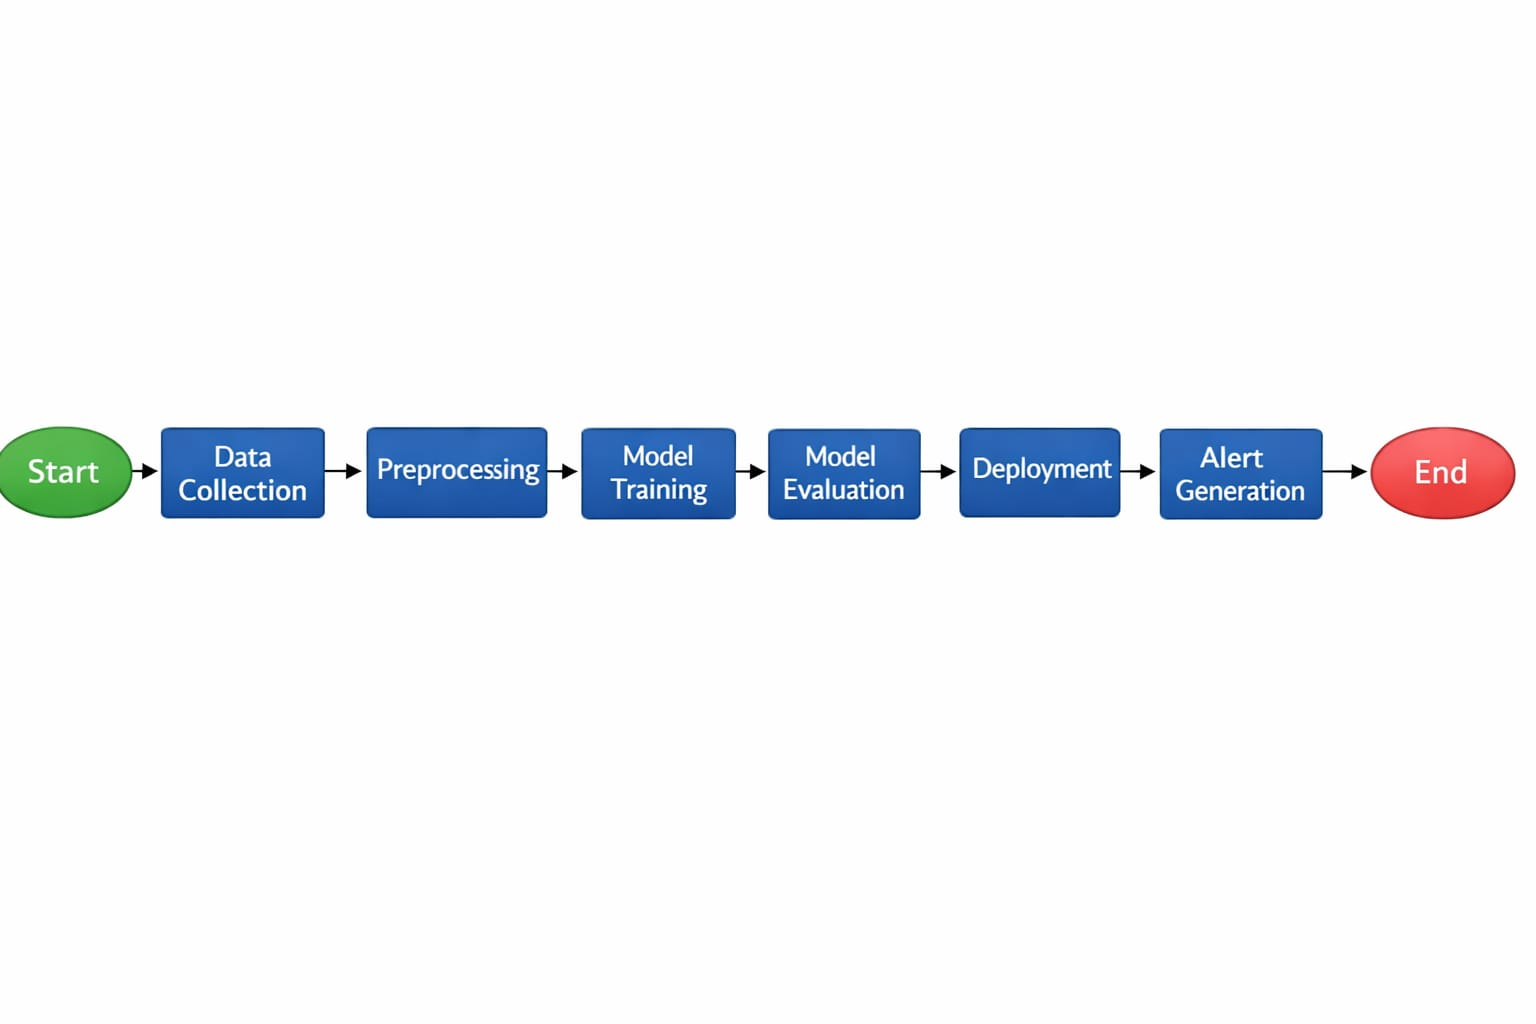 Start
Data
Collection
Preprocessing
Model
Training
Model
Evaluation
Deployment
Alert
Generation
End